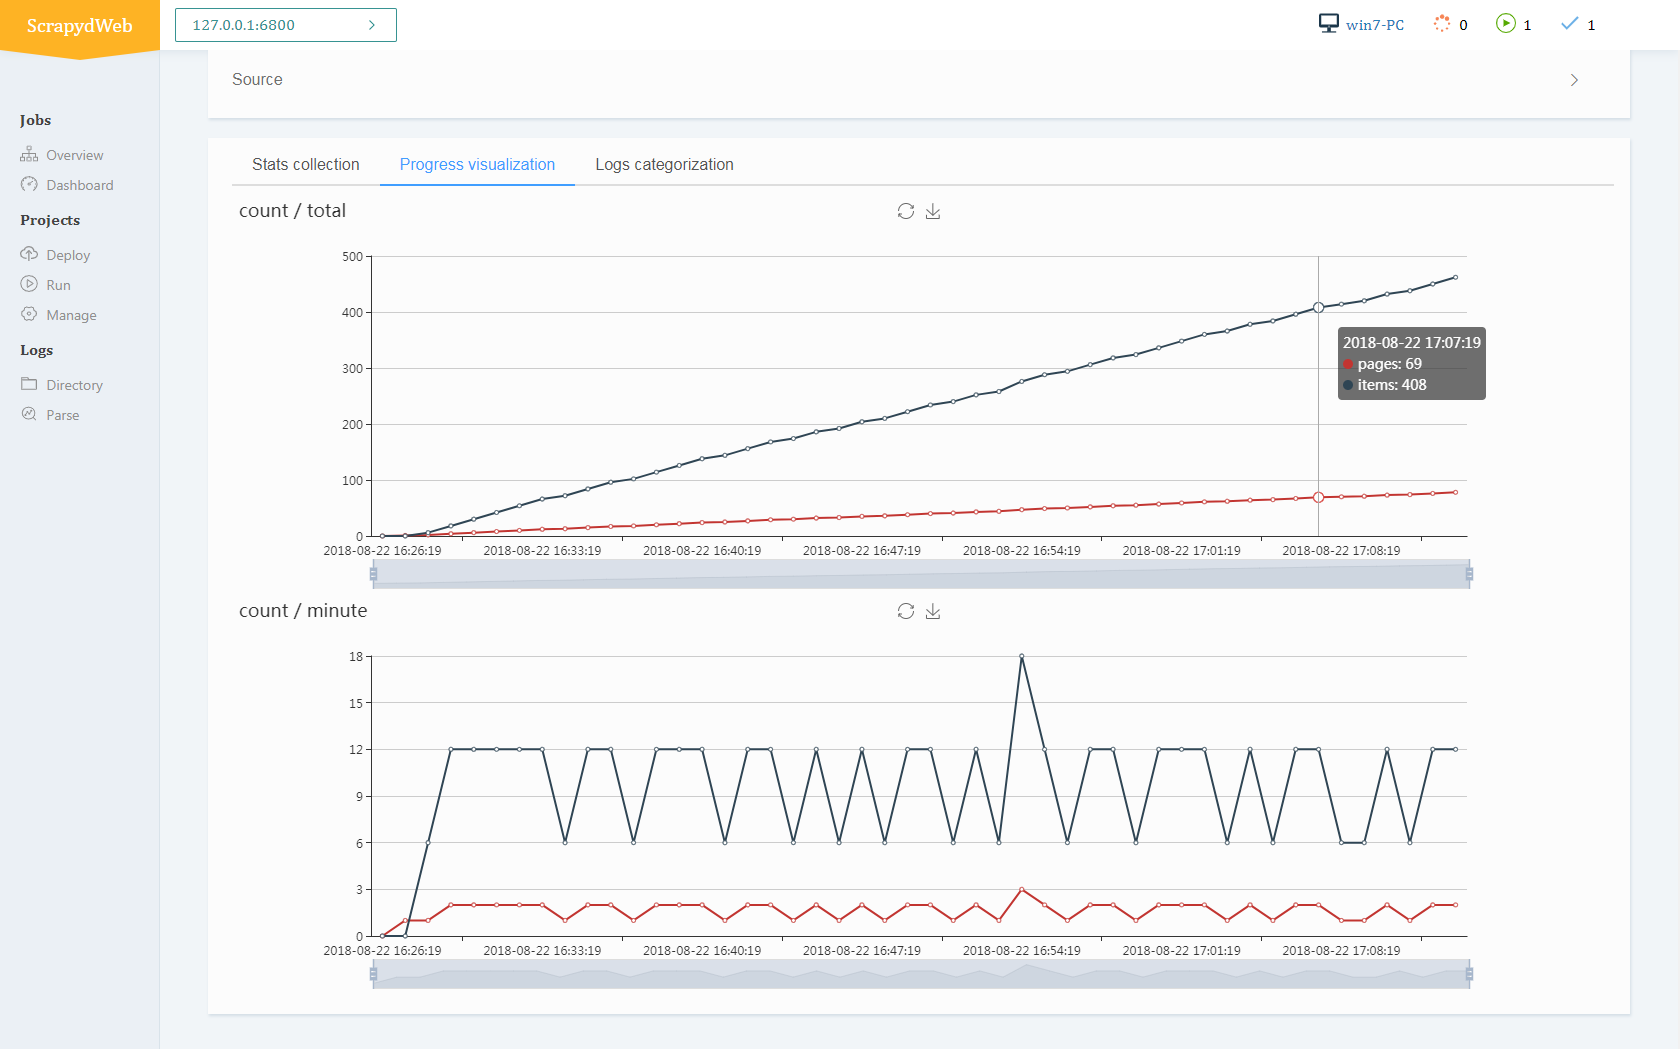 ScrapydWeb
127.0.0.1:6800
win7-PC 0 1 1
Source
Jobs
Overview
Dashboard
Projects
Deploy
Run
Manage
Logs
Directory
Parse
Stats collection Progress visualization Logs categorization
count / total
500
400
300
200
100
0
2018-08-22 17:07:19
pages: 69
items: 408
2018-08-22 16:26:19 2018-08-22 16:33:19 2018-08-22 16:40:19 2018-08-22 16:47:19 2018-08-22 16:54:19 2018-08-22 17:01:19 2018-08-22 17:08:19
count / minute
18
15
12
9
6
3
0
2018-08-22 16:26:19 2018-08-22 16:33:19 2018-08-22 16:40:19 2018-08-22 16:47:19 2018-08-22 16:54:19 2018-08-22 17:01:19 2018-08-22 17:08:19